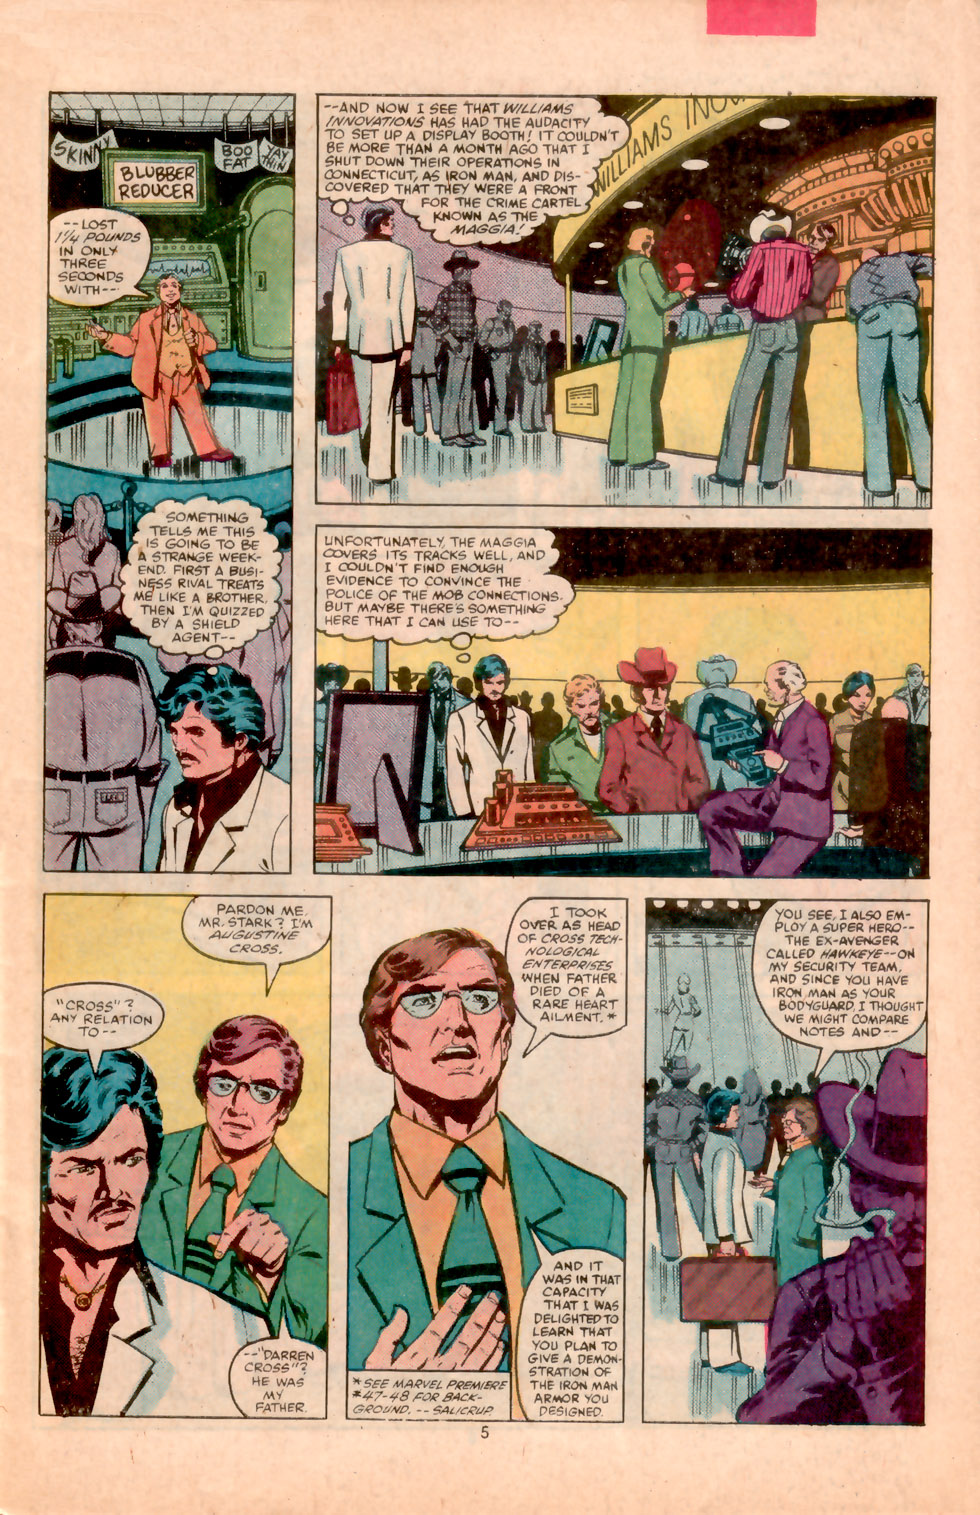 SKINNY
BOO
FAT
YAY
THIN
BLUBBER
REDUCER
--LOST
1¼ POUNDS
IN ONLY
THREE
SECONDS
WITH--
SOMETHING
TELLS ME THIS
IS GOING TO BE
A STRANGE WEEK-
END. FIRST A BUSI-
NESS RIVAL TREATS
ME LIKE A BROTHER,
THEN I'M QUIZZED
BY A SHIELD
AGENT--
--AND NOW I SEE THAT WILLIAMS
INNOVATIONS HAS HAD THE AUDACITY
TO SET UP A DISPLAY BOOTH! IT COULDN'T
BE MORE THAN A MONTH AGO THAT I
SHUT DOWN THEIR OPERATIONS IN
CONNECTICUT, AS IRON MAN, AND DIS-
COVERED THAT THEY WERE A FRONT
FOR THE CRIME CARTEL
KNOWN AS THE
MAGGIA!
WILLIAMS INNOV
UNFORTUNATELY, THE MAGGIA
COVERS ITS TRACKS WELL, AND
I COULDN'T FIND ENOUGH
EVIDENCE TO CONVINCE THE
POLICE OF THE MOB CONNECTIONS.
BUT MAYBE THERE'S SOMETHING
HERE THAT I CAN USE TO--
PARDON ME,
MR. STARK? I'M
AUGUSTINE
CROSS.
"CROSS"?
ANY RELATION
TO--
--"DARREN
CROSS"?
HE WAS
MY
FATHER.
I TOOK
OVER AS HEAD
OF CROSS TECH-
NOLOGICAL
ENTERPRISES
WHEN FATHER
DIED OF A
RARE HEART
AILMENT.*
AND IT
WAS IN THAT
CAPACITY
THAT I WAS
DELIGHTED TO
LEARN THAT
YOU PLAN TO
GIVE A DEMON-
STRATION OF
THE IRON MAN
ARMOR YOU
DESIGNED.
*SEE MARVEL PREMIERE
#47-48 FOR BACK-
GROUND. -- SALICRUP.
YOU SEE, I ALSO EM-
PLOY A SUPER HERO--
THE EX-AVENGER
CALLED HAWKEYE--ON
MY SECURITY TEAM,
AND SINCE YOU HAVE
IRON MAN AS YOUR
BODYGUARD, I THOUGHT
WE MIGHT COMPARE
NOTES AND--
5